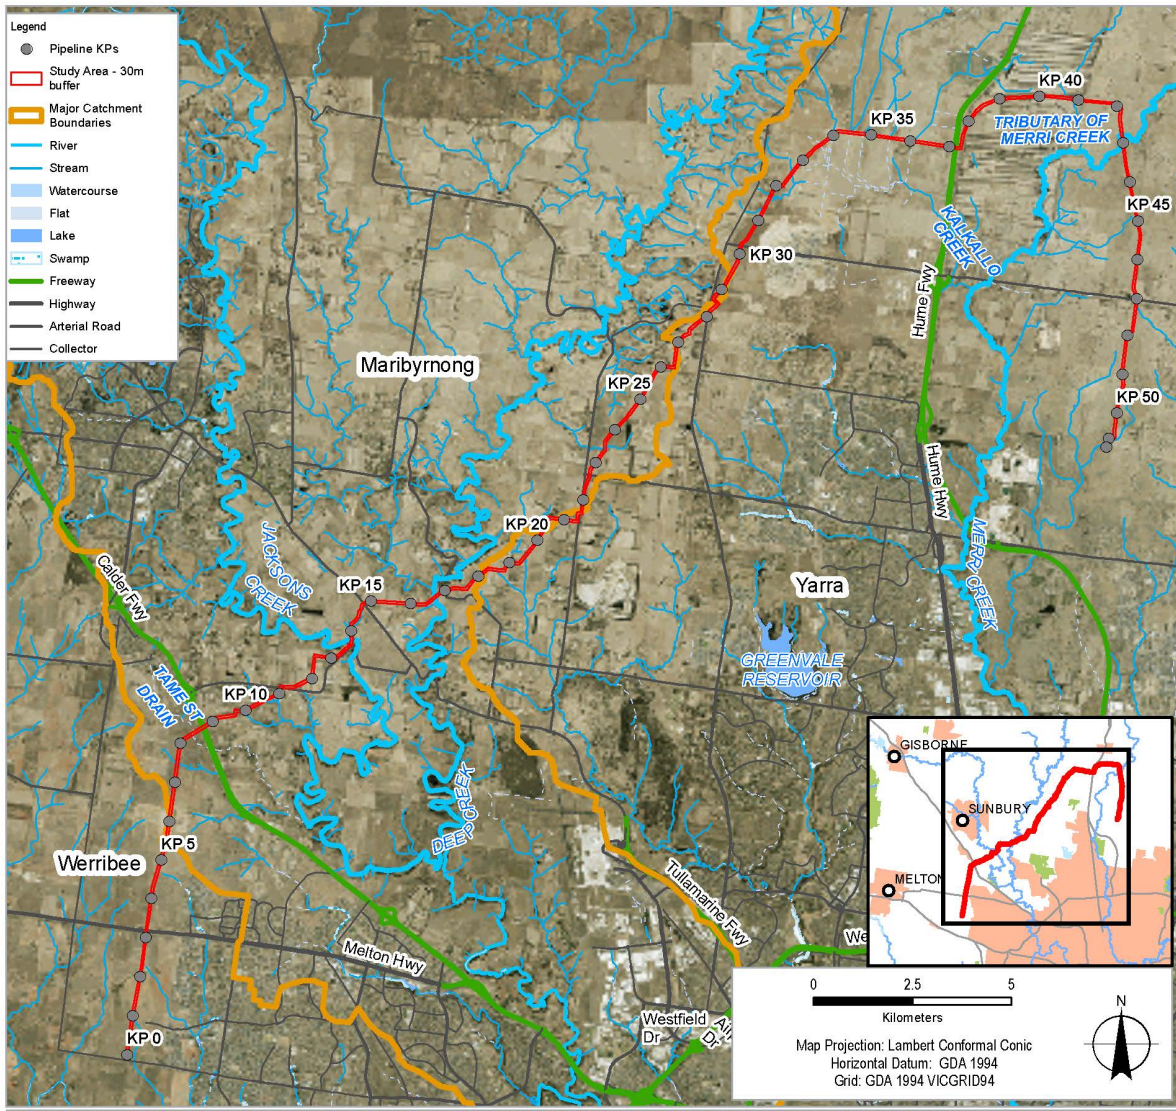 Legend
Pipeline KPs
Study Area - 30m
buffer
Major Catchment
Boundaries
River
Stream
Watercourse
Flat
Lake
Swamp
Freeway
Highway
Arterial Road
Collector
KP 40
TRIBUTARY OF
MERRI CREEK
KP 35
KP 45
KALKALLO
CREEK
KP 30
Hume Fwy
Maribyrnong
KP 25
KP 50
Hume Hwy
KP 20
JACKSONS
CREEK
MERRI CREEK
Calder Fwy
KP 15
Yarra
GREENVALE
RESERVOIR
TAME ST
DRAIN
KP 10
DEEP CREEK
KP 5
Werribee
Tullamarine Fwy
Melton Hwy
We
KP 0
Westfield
Dr
Air
Dr
GISBORNE
SUNBURY
MELTON
0 2.5 5
Kilometers
Map Projection: Lambert Conformal Conic
Horizontal Datum: GDA 1994
Grid: GDA 1994 VICGRID94
N